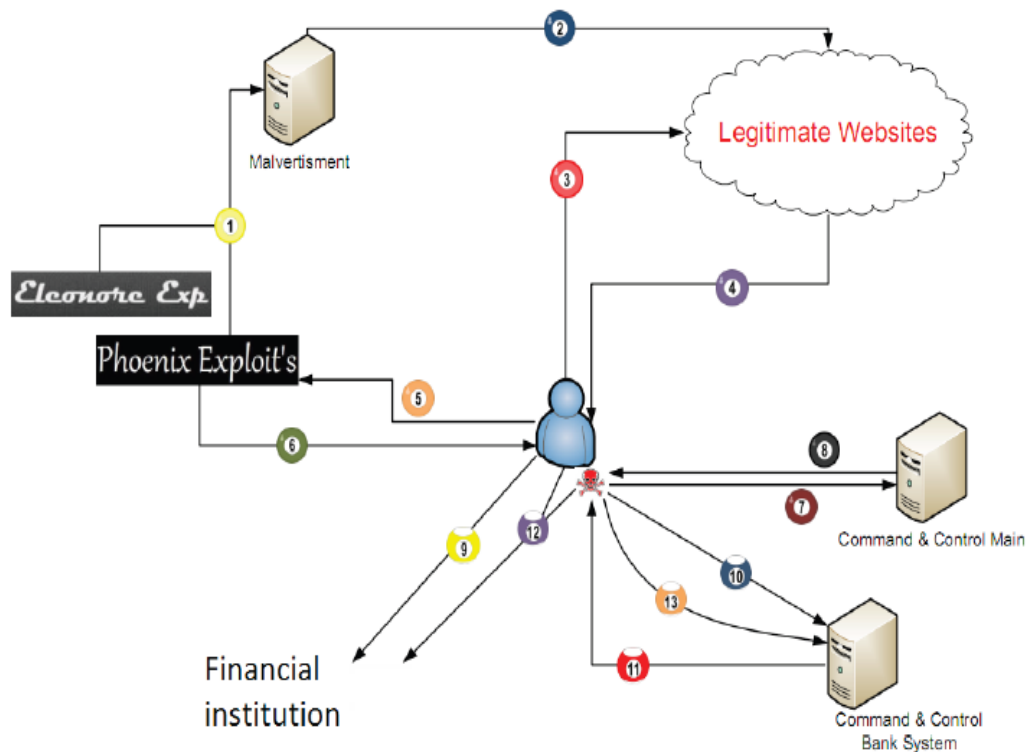 2
Legitimate Websites
Malvertisment
3
1
4
Eleonore Exp
Phoenix Exploit's
5
6
8
7
Command & Control Main
9
12
10
13
11
Financial
institution
Command & Control
Bank System